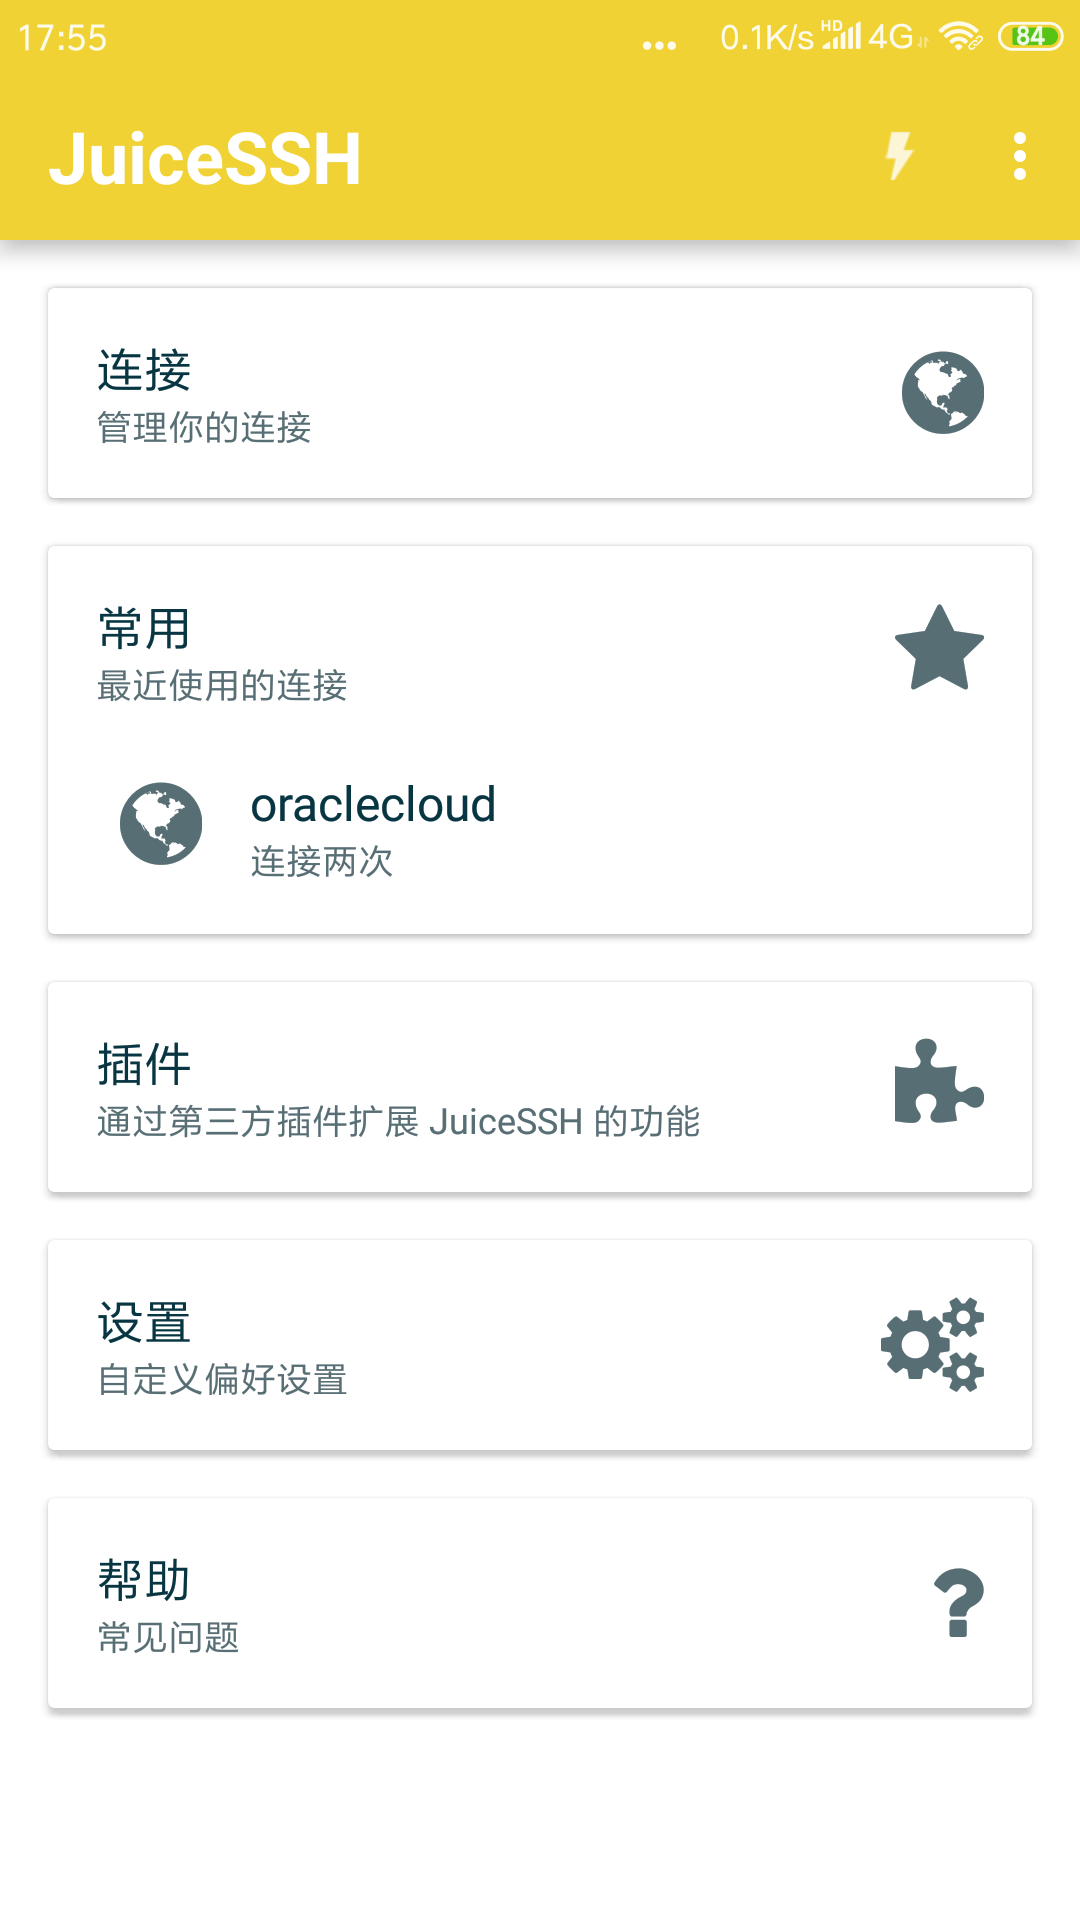 17:55
... 0.1K/s HD 4G 84
JuiceSSH
连接
管理你的连接
常用
最近使用的连接
oraclecloud
连接两次
插件
通过第三方插件扩展 JuiceSSH 的功能
设置
自定义偏好设置
帮助
常见问题